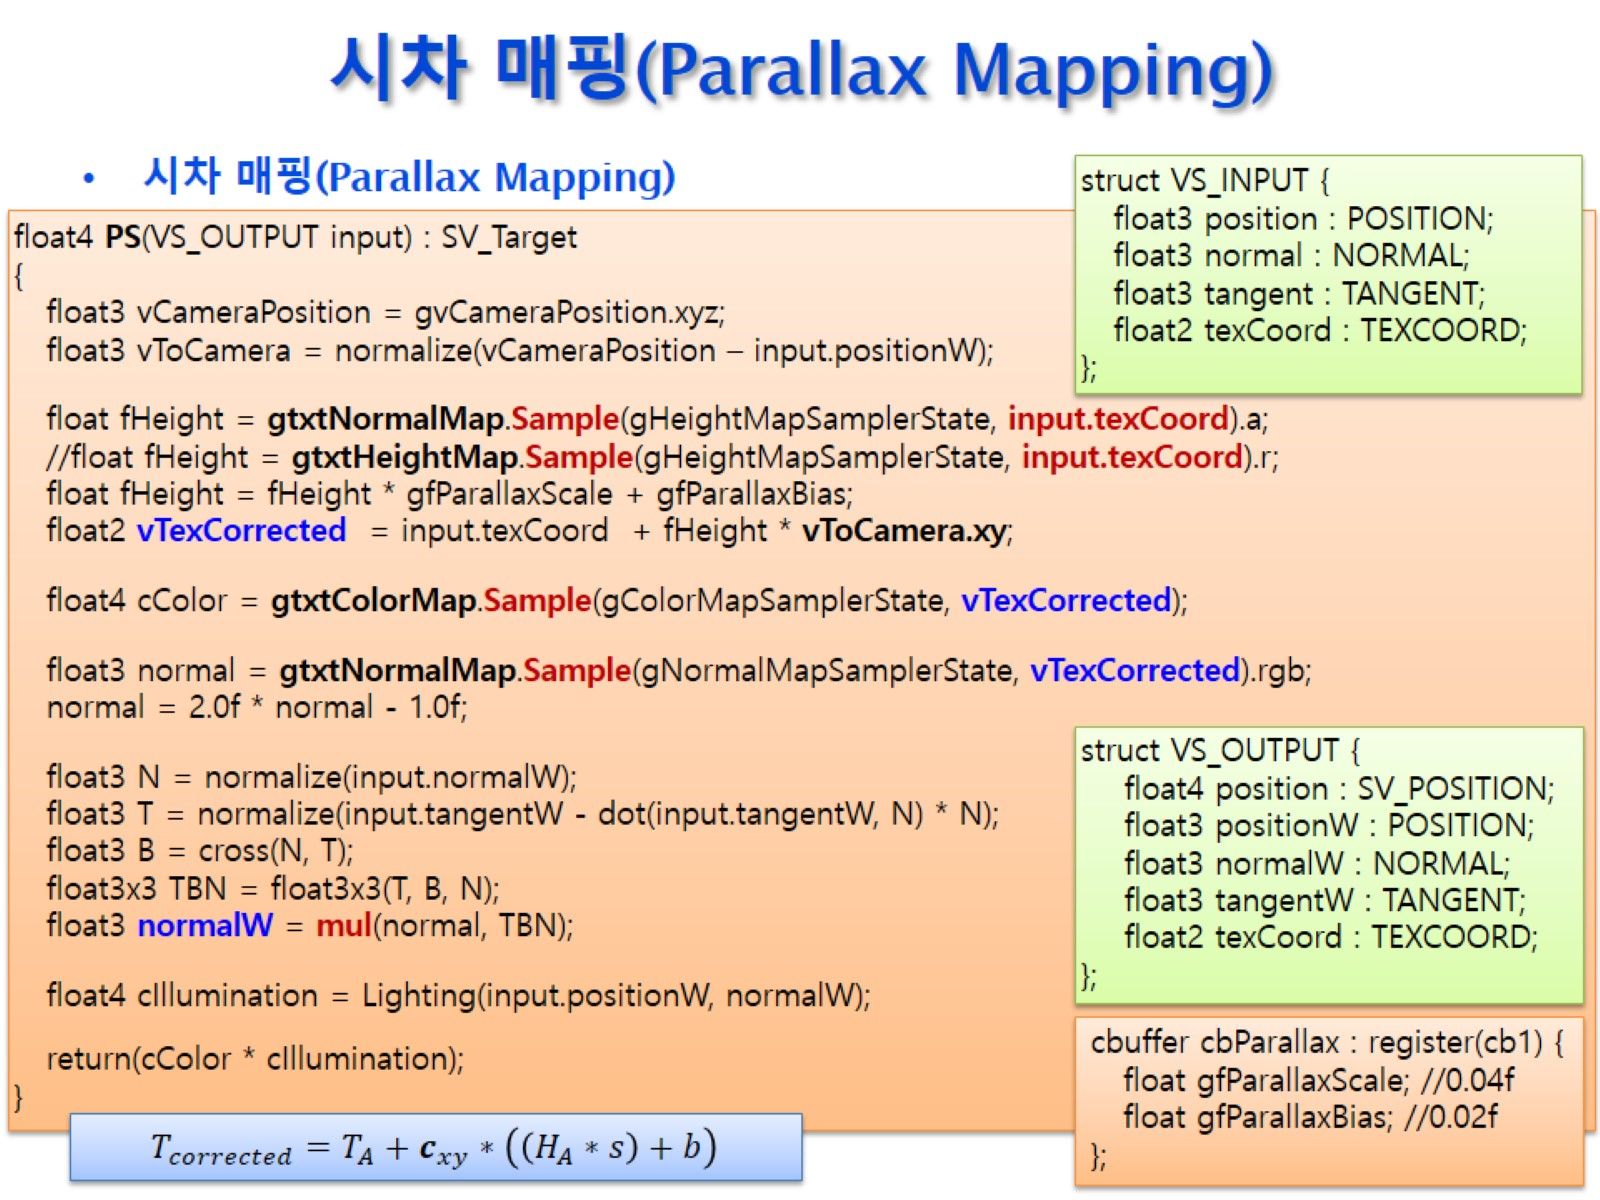 시차 매핑(Parallax Mapping)
• 시차 매핑(Parallax Mapping)
float4 PS(VS_OUTPUT input) : SV_Target
{
float3 vCameraPosition = gvCameraPosition.xyz;
float3 vToCamera = normalize(vCameraPosition – input.positionW);
float fHeight = gtxtNormalMap.Sample(gHeightMapSamplerState, input.texCoord).a;
//float fHeight = gtxtHeightMap.Sample(gHeightMapSamplerState, input.texCoord).r;
float fHeight = fHeight * gfParallaxScale + gfParallaxBias;
float2 vTexCorrected = input.texCoord + fHeight * vToCamera.xy;
float4 cColor = gtxtColorMap.Sample(gColorMapSamplerState, vTexCorrected);
float3 normal = gtxtNormalMap.Sample(gNormalMapSamplerState, vTexCorrected).rgb;
normal = 2.0f * normal - 1.0f;
float3 N = normalize(input.normalW);
float3 T = normalize(input.tangentW - dot(input.tangentW, N) * N);
float3 B = cross(N, T);
float3x3 TBN = float3x3(T, B, N);
float3 normalW = mul(normal, TBN);
float4 cIllumination = Lighting(input.positionW, normalW);
return(cColor * cIllumination);
}
T_corrected = T_A + c_xy * ((H_A * s) + b)
struct VS_INPUT {
float3 position : POSITION;
float3 normal : NORMAL;
float3 tangent : TANGENT;
float2 texCoord : TEXCOORD;
};
struct VS_OUTPUT {
float4 position : SV_POSITION;
float3 positionW : POSITION;
float3 normalW : NORMAL;
float3 tangentW : TANGENT;
float2 texCoord : TEXCOORD;
};
cbuffer cbParallax : register(cb1) {
float gfParallaxScale; //0.04f
float gfParallaxBias; //0.02f
};